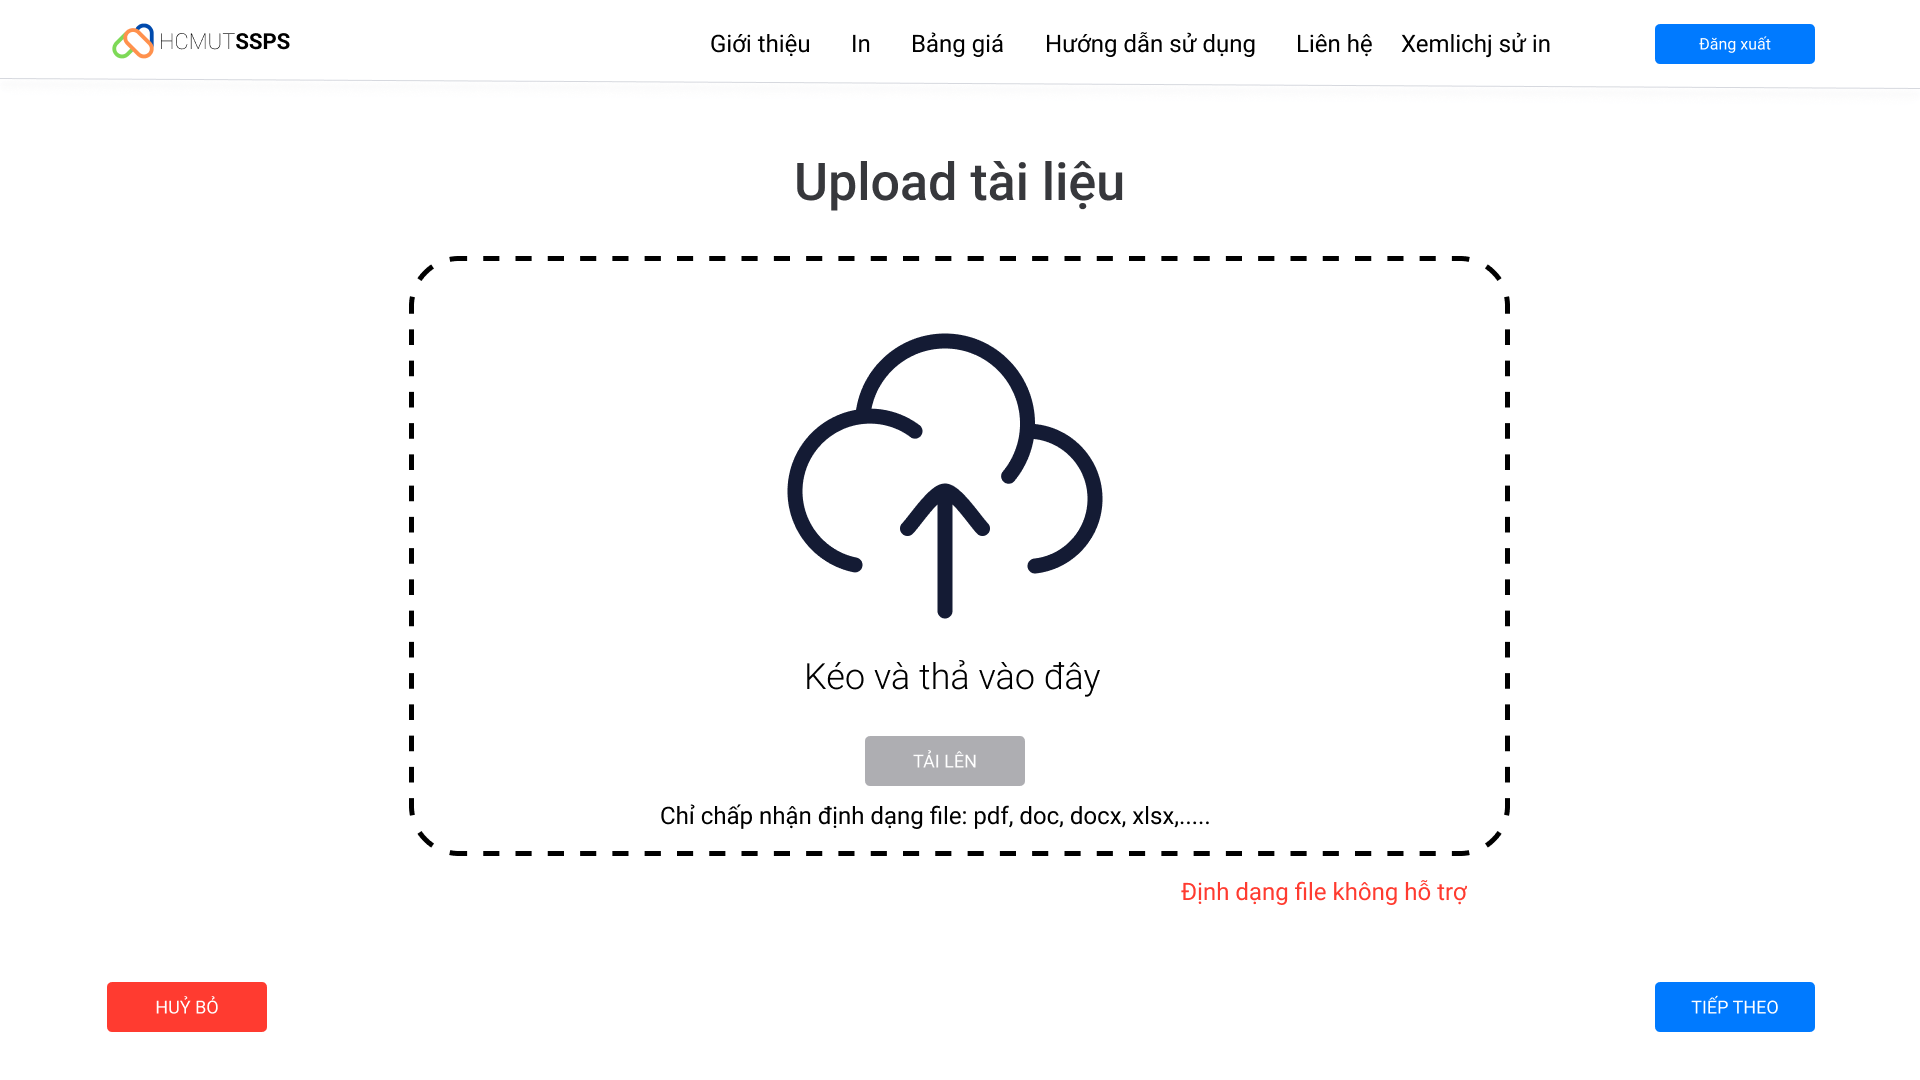 HCMUTSSPS
Giới thiệu In Bảng giá Hướng dẫn sử dụng Liên hệ Xemlichj sử in
Đăng xuất
Upload tài liệu
Kéo và thả vào đây
TẢI LÊN
Chỉ chấp nhận định dạng file: pdf, doc, docx, xlsx,.....
Định dạng file không hỗ trợ
HUỶ BỎ
TIẾP THEO